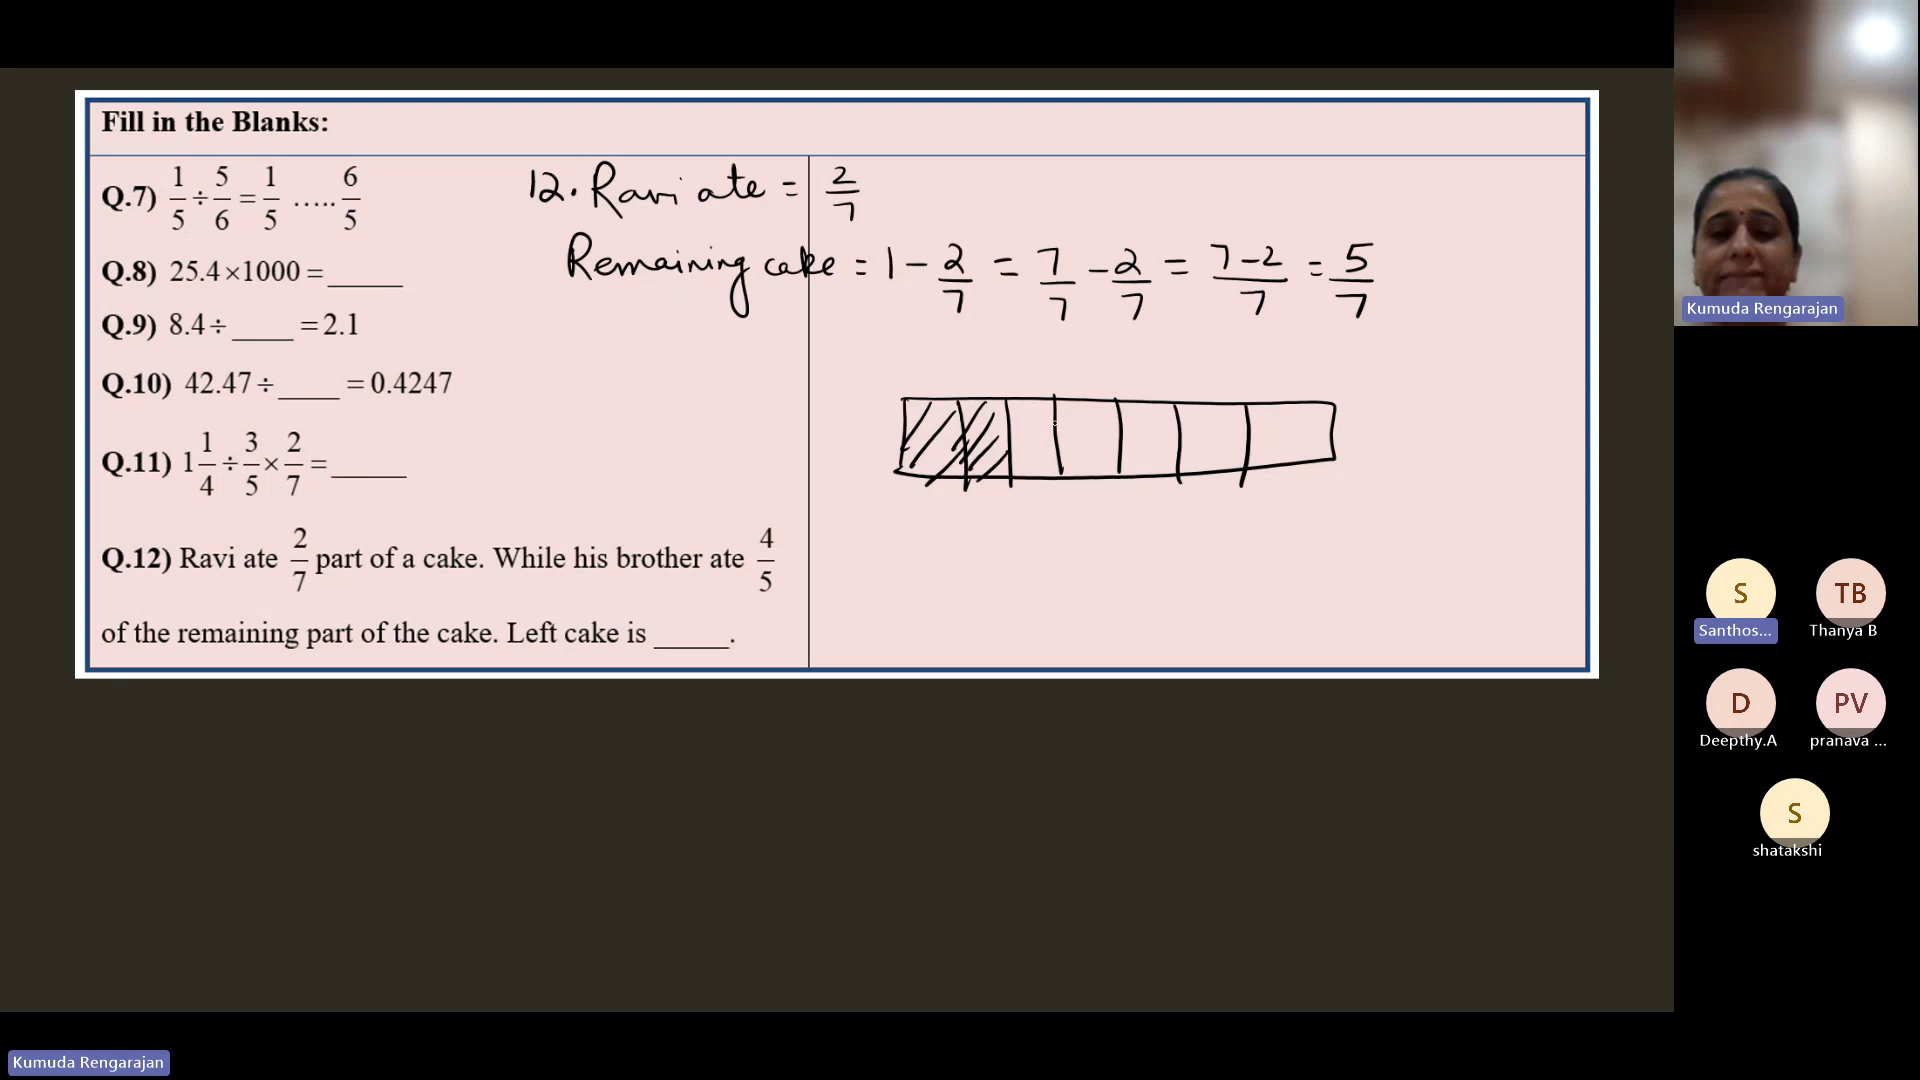 Fill in the Blanks:
Q.7) 1/5 ÷ 5/6 = 1/5 ..... 6/5
Q.8) 25.4 ×1000 = _____
Q.9) 8.4 ÷ ____ = 2.1
Q.10) 42.47 ÷ ____ = 0.4247
Q.11) 1 1/4 ÷ 3/5 × 2/7 = _____
Q.12) Ravi ate 2/7 part of a cake. While his brother ate 4/5
of the remaining part of the cake. Left cake is _____.
12. Ravi ate = 2/7
Remaining cake = 1 - 2/7 = 7/7 - 2/7 = 7-2/7 = 5/7
Kumuda Rengarajan
S
Santhos...
TB
Thanya B
D
Deepthy.A
PV
pranava ...
S
shatakshi
Kumuda Rengarajan